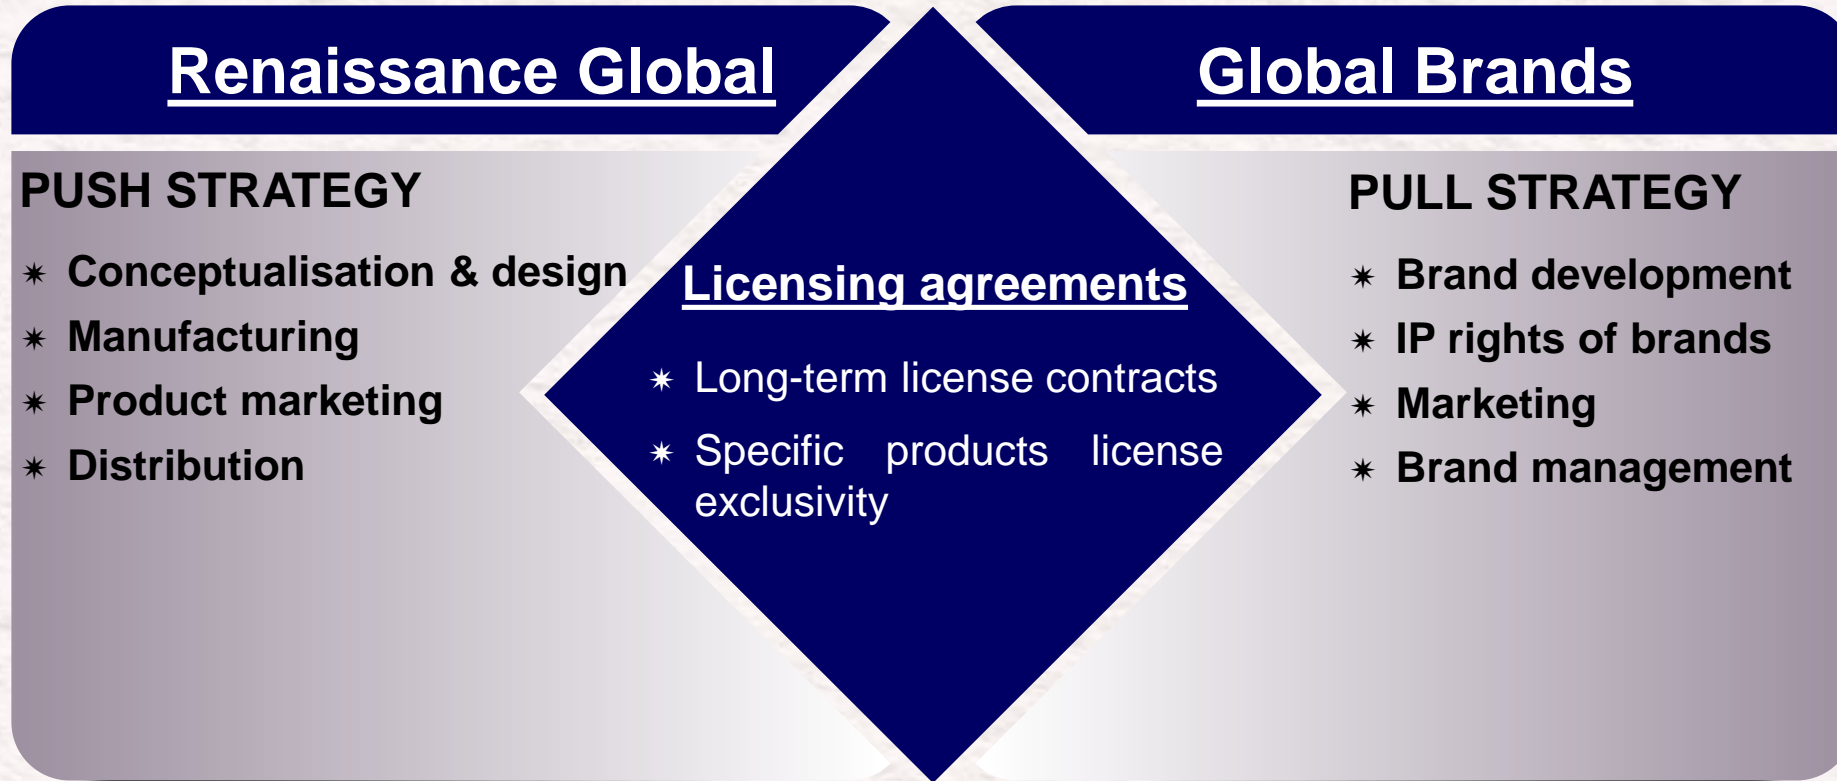 Renaissance Global
PUSH STRATEGY
✷ Conceptualisation & design
✷ Manufacturing
✷ Product marketing
✷ Distribution
Licensing agreements
✷ Long-term license contracts
✷ Specific products license
exclusivity
Global Brands
PULL STRATEGY
✷ Brand development
✷ IP rights of brands
✷ Marketing
✷ Brand management